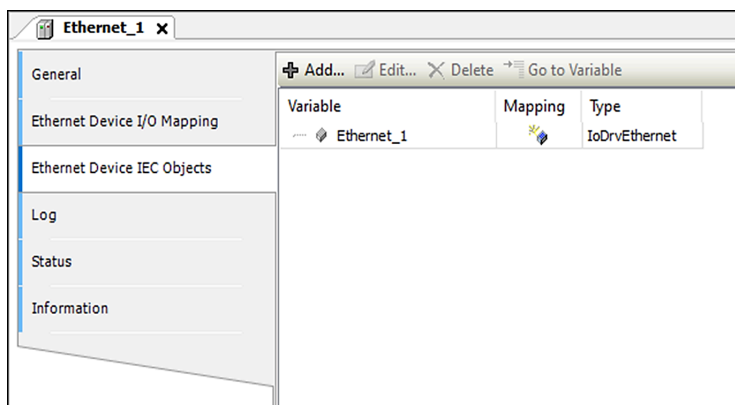 Ethernet_1
General
Ethernet Device I/O Mapping
Ethernet Device IEC Objects
Log
Status
Information
Add... Edit... Delete Go to Variable
Variable Mapping Type
Ethernet_1 IoDrvEthernet